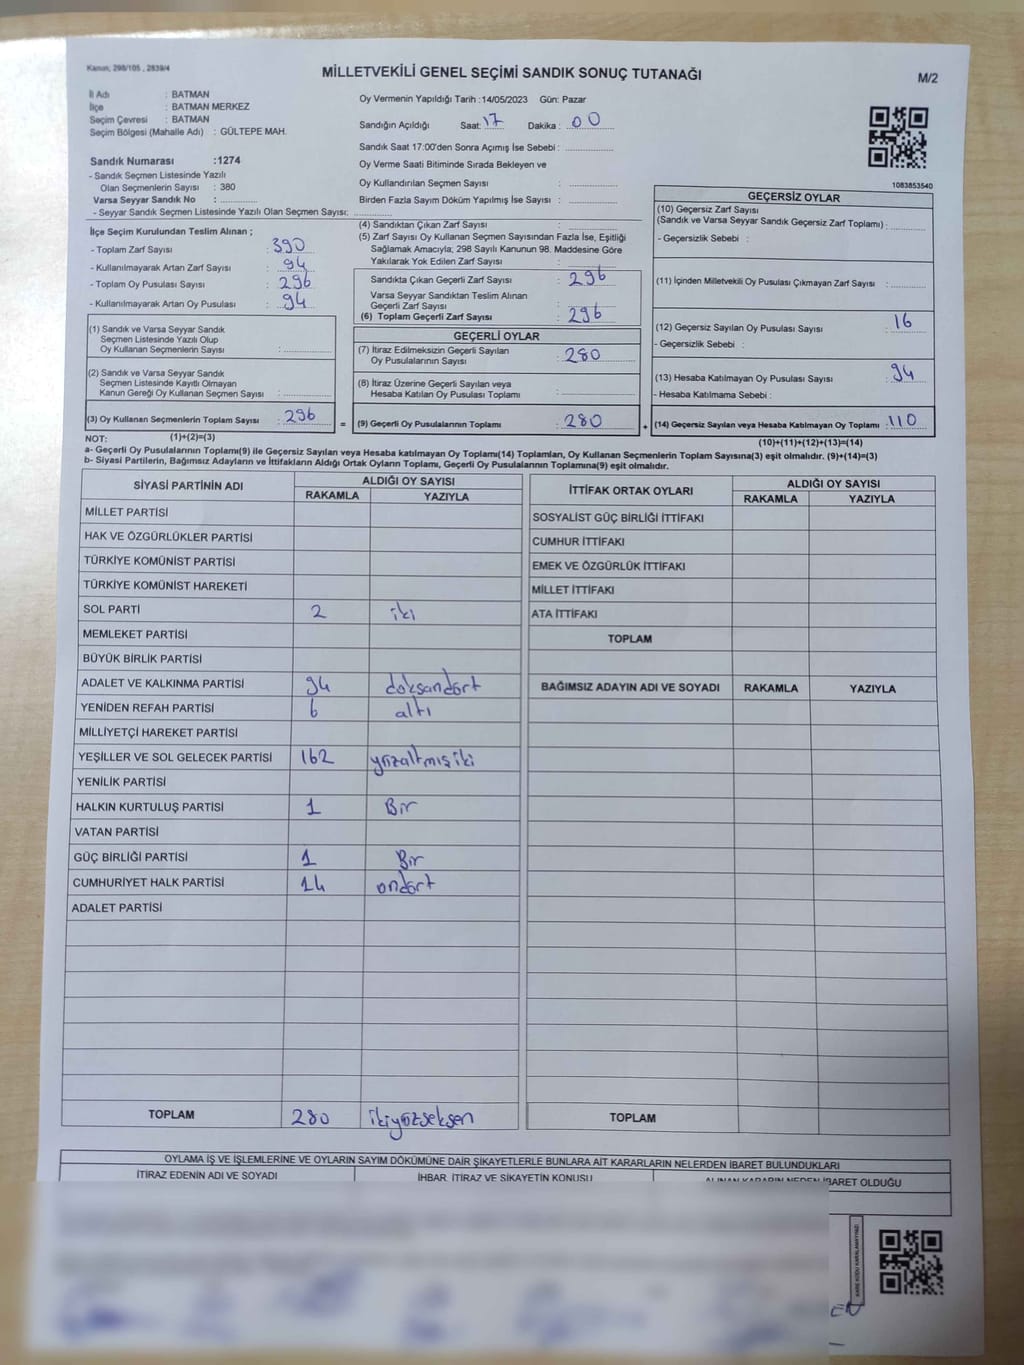 Kanun; 298/105 , 2839/4
MİLLETVEKİLİ GENEL SEÇİMİ SANDIK SONUÇ TUTANAĞI
M/2
İl Adı : BATMAN
İlçe : BATMAN MERKEZ
Seçim Çevresi : BATMAN
Seçim Bölgesi (Mahalle Adı) : GÜLTEPE MAH.
Sandık Numarası :1274
- Sandık Seçmen Listesinde Yazılı
Olan Seçmenlerin Sayısı : 380
Varsa Seyyar Sandık No :
- Seyyar Sandık Seçmen Listesinde Yazılı Olan Seçmen Sayısı:
Oy Vermenin Yapıldığı Tarih :14/05/2023 Gün: Pazar
Sandığın Açıldığı Saat: 17 Dakika : 00
Sandık Saat 17:00'den Sonra Açımış İse Sebebi :
Oy Verme Saati Bitiminde Sırada Bekleyen ve
Oy Kullandırılan Seçmen Sayısı :
Birden Fazla Sayım Döküm Yapılmış İse Sayısı :
1083853540
İlçe Seçim Kurulundan Teslim Alınan ;
- Toplam Zarf Sayısı : 390
- Kullanılmayarak Artan Zarf Sayısı : 94
- Toplam Oy Pusulası Sayısı : 296
- Kullanılmayarak Artan Oy Pusulası : 94
(4) Sandıktan Çıkan Zarf Sayısı :
(5) Zarf Sayısı Oy Kullanan Seçmen Sayısından Fazla İse, Eşitliği
Sağlamak Amacıyla; 298 Sayılı Kanunun 98. Maddesine Göre
Yakılarak Yok Edilen Zarf Sayısı :
Sandıkta Çıkan Geçerli Zarf Sayısı : 296
Varsa Seyyar Sandıktan Teslim Alınan
Geçerli Zarf Sayısı :
(6) Toplam Geçerli Zarf Sayısı : 296
GEÇERSİZ OYLAR
(10) Geçersiz Zarf Sayısı
(Sandık ve Varsa Seyyar Sandık Geçersiz Zarf Toplamı) :
- Geçersizlik Sebebi :
(11) İçinden Milletvekili Oy Pusulası Çıkmayan Zarf Sayısı :
(12) Geçersiz Sayılan Oy Pusulası Sayısı : 16
- Geçersizlik Sebebi :
(13) Hesaba Katılmayan Oy Pusulası Sayısı : 94
- Hesaba Katılmama Sebebi :
(14) Geçersiz Sayılan veya Hesaba Katılmayan Oy Toplamı : 110
(1) Sandık ve Varsa Seyyar Sandık
Seçmen Listesinde Yazılı Olup
Oy Kullanan Seçmenlerin Sayısı :
(2) Sandık ve Varsa Seyyar Sandık
Seçmen Listesinde Kayıtlı Olmayan
Kanun Gereği Oy Kullanan Seçmen Sayısı :
(3) Oy Kullanan Seçmenlerin Toplam Sayısı : 296 =
GEÇERLİ OYLAR
(7) İtiraz Edilmeksizin Geçerli Sayılan
Oy Pusulalarının Sayısı : 280
(8) İtiraz Üzerine Geçerli Sayılan veya
Hesaba Katılan Oy Pusulası Toplamı :
(9) Geçerli Oy Pusulalarının Toplamı : 280 +
NOT: (1)+(2)=(3)
(10)+(11)+(12)+(13)=(14)
a- Geçerli Oy Pusulalarının Toplamı(9) ile Geçersiz Sayılan veya Hesaba katılmayan Oy Toplamı(14) Toplamları, Oy Kullanan Seçmenlerin Toplam Sayısına(3) eşit olmalıdır. (9)+(14)=(3)
b- Siyasi Partilerin, Bağımsız Adayların ve İttifakların Aldığı Ortak Oyların Toplamı, Geçerli Oy Pusulalarının Toplamına(9) eşit olmalıdır.
SİYASİ PARTİNİN ADI ALDIĞI OY SAYISI
RAKAMLA YAZIYLA
MİLLET PARTİSİ
HAK VE ÖZGÜRLÜKLER PARTİSİ
TÜRKİYE KOMÜNİST PARTİSİ
TÜRKİYE KOMÜNİST HAREKETİ
SOL PARTİ 2 iki
MEMLEKET PARTİSİ
BÜYÜK BİRLİK PARTİSİ
ADALET VE KALKINMA PARTİSİ 94 doksandört
YENİDEN REFAH PARTİSİ 6 altı
MİLLİYETÇİ HAREKET PARTİSİ
YEŞİLLER VE SOL GELECEK PARTİSİ 162 yüzaltmışiki
YENİLİK PARTİSİ
HALKIN KURTULUŞ PARTİSİ 1 Bir
VATAN PARTİSİ
GÜÇ BİRLİĞİ PARTİSİ 1 Bir
CUMHURİYET HALK PARTİSİ 14 ondört
ADALET PARTİSİ
TOPLAM 280 ikiyüzseksen
İTTİFAK ORTAK OYLARI ALDIĞI OY SAYISI
RAKAMLA YAZIYLA
SOSYALİST GÜÇ BİRLİĞİ İTTİFAKI
CUMHUR İTTİFAKI
EMEK VE ÖZGÜRLÜK İTTİFAKI
MİLLET İTTİFAKI
ATA İTTİFAKI
TOPLAM
BAĞIMSIZ ADAYIN ADI VE SOYADI RAKAMLA YAZIYLA
TOPLAM
OYLAMA İŞ VE İŞLEMLERİNE VE OYLARIN SAYIM DÖKÜMÜNE DAİR ŞİKAYETLERLE BUNLARA AİT KARARLARIN NELERDEN İBARET BULUNDUKLARI
İTİRAZ EDENİN ADI VE SOYADI İHBAR, İTİRAZ VE ŞİKAYETİN KONUSU ALINAN KARARIN NEDEN İBARET OLDUĞU
KARE KODU KARALAMAYINIZ!